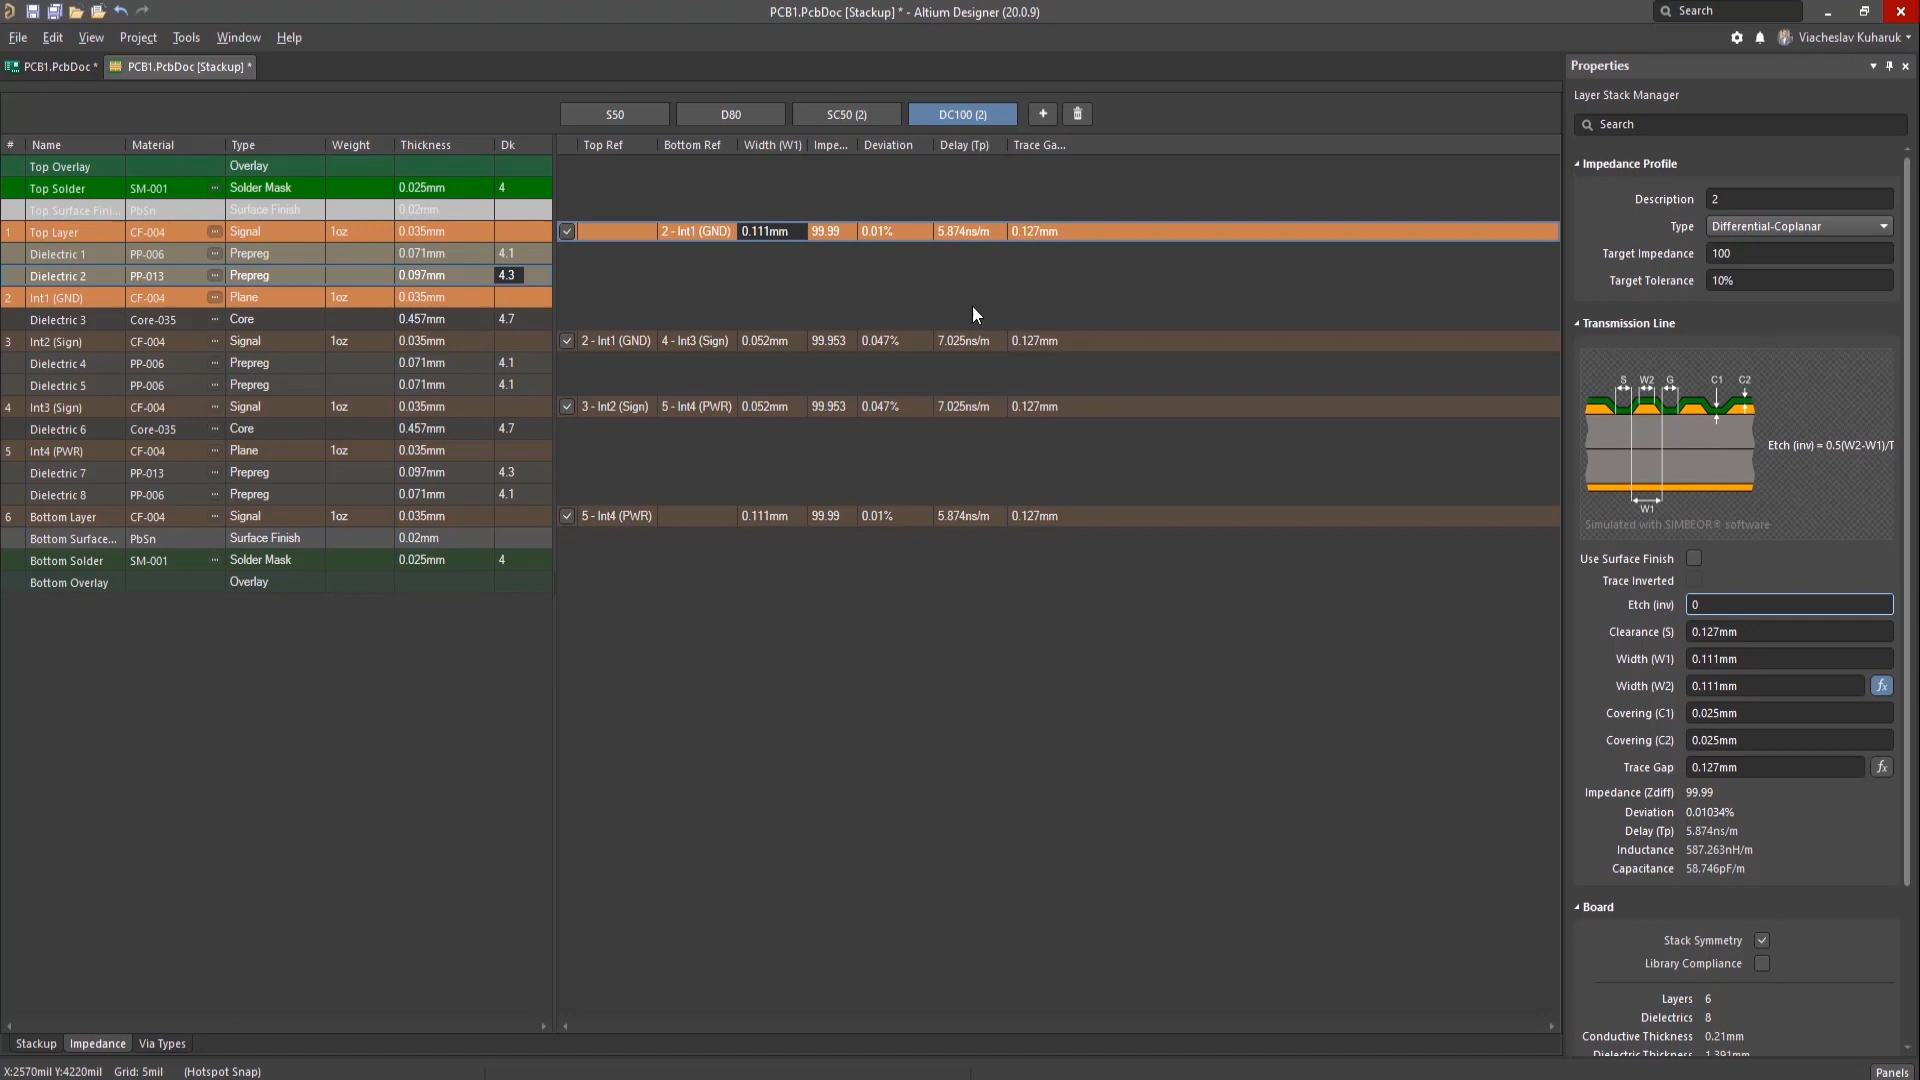 PCB1.PcbDoc [Stackup] * - Altium Designer (20.0.9)
Search
File Edit View Project Tools Window Help
Viacheslav Kuharuk
PCB1.PcbDoc * PCB1.PcbDoc [Stackup] *
S50 D80 SC50 (2) DC100 (2) +
# Name Material Type Weight Thickness Dk
Top Ref Bottom Ref Width (W1) Impe... Deviation Delay (Tp) Trace Ga...
Top Overlay Overlay
Top Solder SM-001 ... Solder Mask 0.025mm 4
Top Surface Fini... PbSn Surface Finish 0.02mm
1 Top Layer CF-004 ... Signal 1oz 0.035mm 2 - Int1 (GND) 0.111mm 99.99 0.01% 5.874ns/m 0.127mm
Dielectric 1 PP-006 ... Prepreg 0.071mm 4.1
Dielectric 2 PP-013 ... Prepreg 0.097mm 4.3
2 Int1 (GND) CF-004 ... Plane 1oz 0.035mm
Dielectric 3 Core-035 ... Core 0.457mm 4.7
3 Int2 (Sign) CF-004 ... Signal 1oz 0.035mm 2 - Int1 (GND) 4 - Int3 (Sign) 0.052mm 99.953 0.047% 7.025ns/m 0.127mm
Dielectric 4 PP-006 ... Prepreg 0.071mm 4.1
Dielectric 5 PP-006 ... Prepreg 0.071mm 4.1
4 Int3 (Sign) CF-004 ... Signal 1oz 0.035mm 3 - Int2 (Sign) 5 - Int4 (PWR) 0.052mm 99.953 0.047% 7.025ns/m 0.127mm
Dielectric 6 Core-035 ... Core 0.457mm 4.7
5 Int4 (PWR) CF-004 ... Plane 1oz 0.035mm
Dielectric 7 PP-013 ... Prepreg 0.097mm 4.3
Dielectric 8 PP-006 ... Prepreg 0.071mm 4.1
6 Bottom Layer CF-004 ... Signal 1oz 0.035mm 5 - Int4 (PWR) 0.111mm 99.99 0.01% 5.874ns/m 0.127mm
Bottom Surface... PbSn Surface Finish 0.02mm
Bottom Solder SM-001 ... Solder Mask 0.025mm 4
Bottom Overlay Overlay
Properties
Layer Stack Manager
Search
Impedance Profile
Description 2
Type Differential-Coplanar
Target Impedance 100
Target Tolerance 10%
Transmission Line
S W2 G C1 C2
Etch (inv) = 0.5(W2-W1)/T
W1
Simulated with SIMBEOR® software
Use Surface Finish
Trace Inverted
Etch (inv) 0
Clearance (S) 0.127mm
Width (W1) 0.111mm
Width (W2) 0.111mm fx
Covering (C1) 0.025mm
Covering (C2) 0.025mm
Trace Gap 0.127mm fx
Impedance (Zdiff) 99.99
Deviation 0.01034%
Delay (Tp) 5.874ns/m
Inductance 587.263nH/m
Capacitance 58.746pF/m
Board
Stack Symmetry
Library Compliance
Layers 6
Dielectrics 8
Conductive Thickness 0.21mm
Dielectric Thickness 1.391mm
Stackup Impedance Via Types
X:2570mil Y:4220mil Grid: 5mil (Hotspot Snap)
Panels